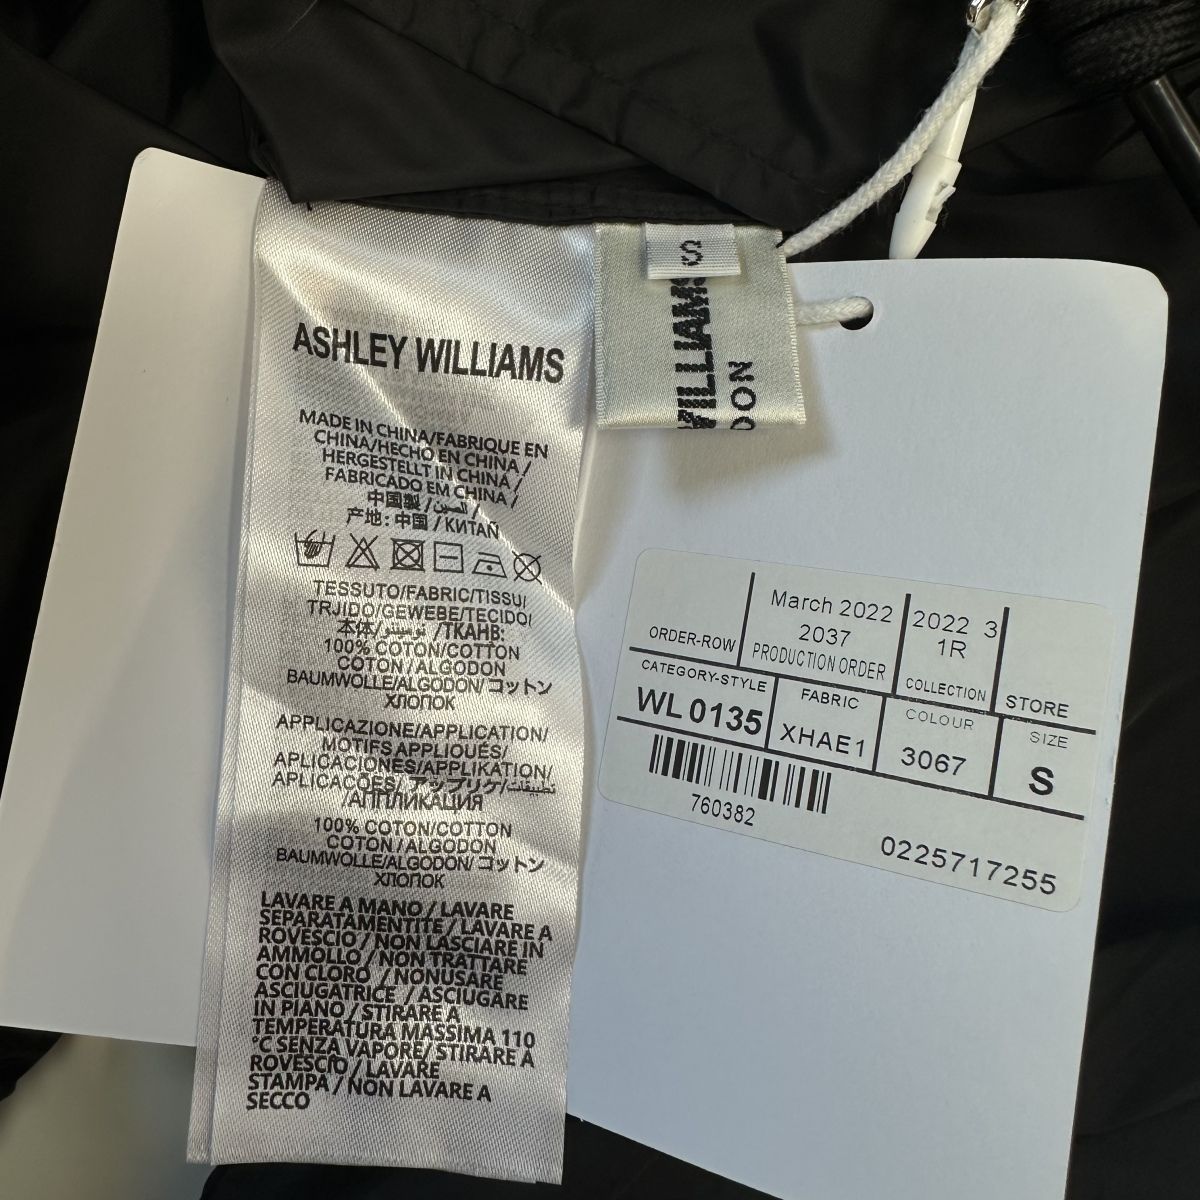 ASHLEY WILLIAMS
MADE IN CHINA/FABRIQUE EN
CHINA/HECHO EN CHINA /
HERGESTELLT IN CHINA /
FABRICADO EM CHINA /
中国製 / الصين /
产地: 中国 / КИТАЙ
TESSUTO/FABRIC/TISSU/
TRJIDO/GEWEBE/TECIDO/
/TKAHB:
100% COTON/COTTON
COTON/ALGODON
BAUMWOLLE/ALGODON/コットン
ХЛОПОК
APPLICAZIONE/APPLICATION/
MOTIFS APPLIQUÉS/
APLICACIONES/APPLIKATION/
APLICAÇÕES/ アップリケ/تطبيقات
/АППЛИКАЦИЯ
100% COTON/COTTON
COTON/ALGODON
BAUMWOLLE/ALGODON/コットン
ХЛОПОК
LAVARE A MANO / LAVARE
SEPARATAMENTITE / LAVARE A
ROVESCIO / NON LASCIARE IN
AMMOLLO / NON TRATTARE
CON CLORO / NONUSARE
ASCIUGATRICE / ASCIUGARE
IN PIANO / STIRARE A
TEMPERATURA MASSIMA 110
°C SENZA VAPORE/ STIRARE A
ROVESCIO / LAVARE
STAMPA / NON LAVARE A
SECCO
S
WILLIAMS
DON
ORDER-ROW
March 2022
2037
PRODUCTION ORDER
2022 3
1R
COLLECTION
STORE
CATEGORY-STYLE
WL 0135
FABRIC
XHAE1
COLOUR
3067
SIZE
S
760382
0225717255